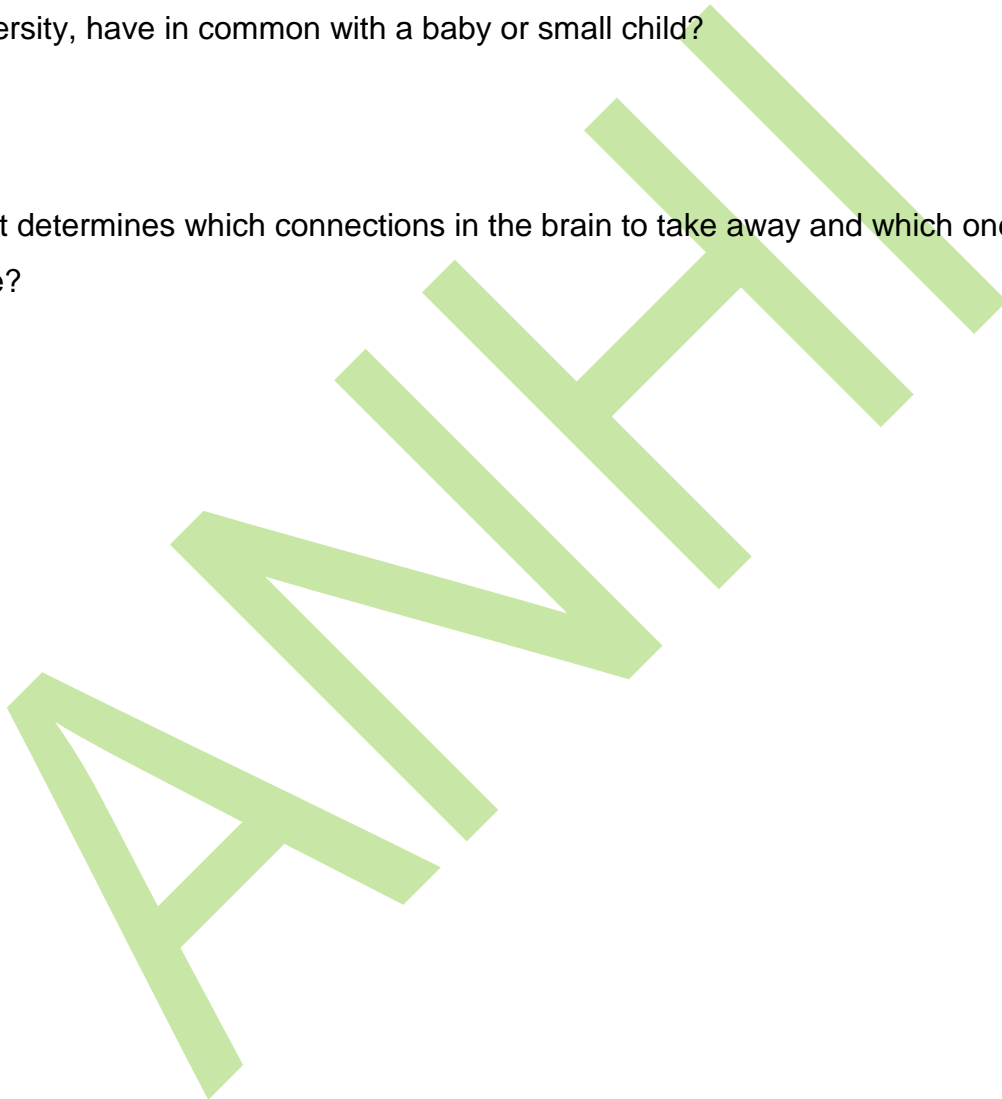 ersity, have in common with a baby or small child?
t determines which connections in the brain to take away and which
?
ANHI